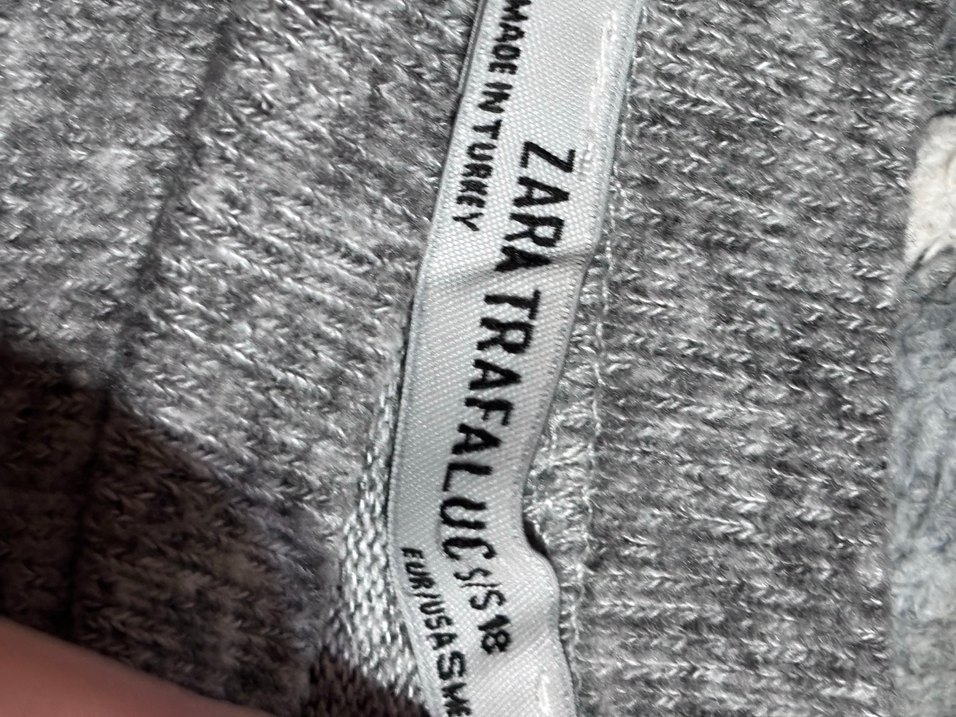 ZARA TRAFALUC S/S 18
MADE IN TURKEY
EUR/USA S